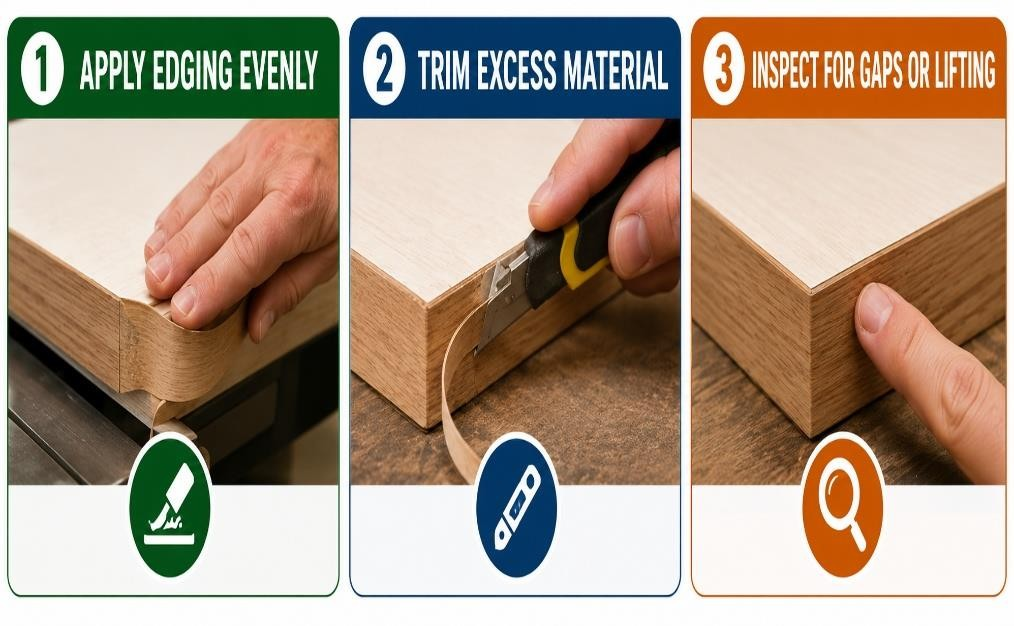 1 APPLY EDGING EVENLY
2 TRIM EXCESS MATERIAL
3 INSPECT FOR GAPS OR LIFTING